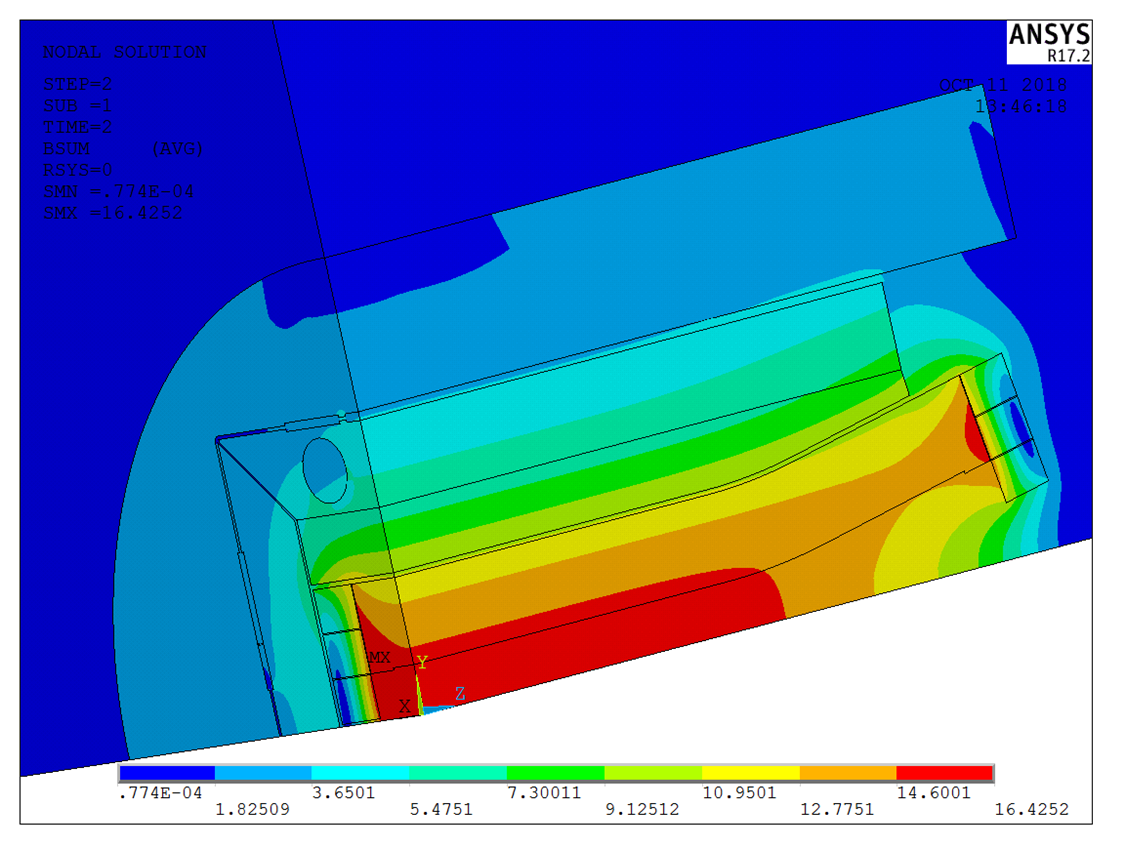 ANSYS
R17.2
NODAL SOLUTION
STEP=2
SUB =1
TIME=2
BSUM (AVG)
RSYS=0
SMN =.774E-04
SMX =16.4252
OCT 11 2018
13:46:18
MX
Y
Z
X
.774E-04
1.82509
3.6501
5.4751
7.30011
9.12512
10.9501
12.7751
14.6001
16.4252